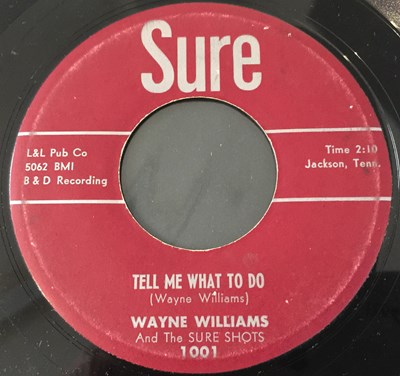 Sure
L&L Pub Co
5062 BMI
B & D Recording
Time 2:10
Jackson, Tenn.
TELL ME WHAT TO DO
(Wayne Williams)
WAYNE WILLIAMS
And The SURE SHOTS
1001